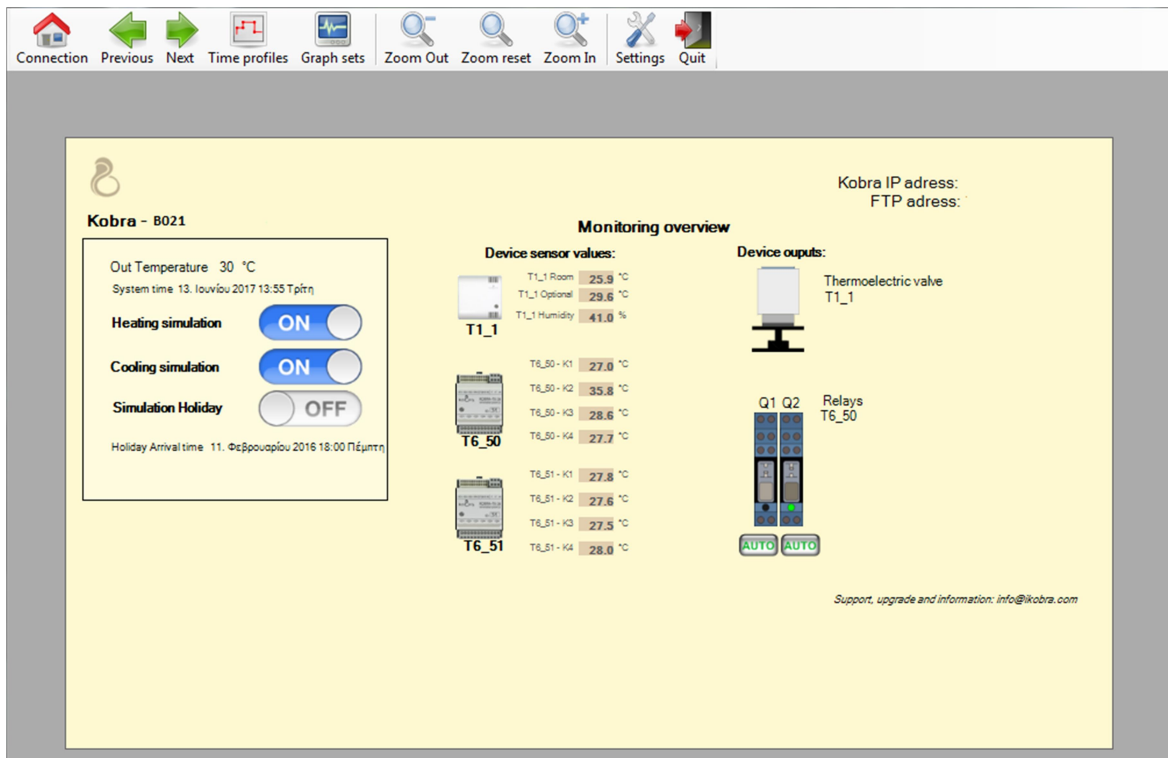 Connection Previous Next Time profiles Graph sets Zoom Out Zoom reset Zoom In Settings Quit
Kobra IP adress:
FTP adress:
Kobra - B021
Monitoring overview
Out Temperature 30 °C
System time 13. Ιουνίου 2017 13:55 Τρίτη
Heating simulation ON
Cooling simulation ON
Simulation Holiday OFF
Holiday Arrival time 11. Φεβρουαρίου 2016 18:00 Πέμπτη
Device sensor values:
T1_1 Room 25.9 °C
T1_1 Optional 29.6 °C
T1_1 Humidity 41.0 %
T1_1
T6_50 - K1 27.0 °C
T6_50 - K2 35.8 °C
T6_50 - K3 28.6 °C
T6_50 - K4 27.7 °C
T6_50
T6_51 - K1 27.8 °C
T6_51 - K2 27.6 °C
T6_51 - K3 27.5 °C
T6_51 - K4 28.0 °C
T6_51
Device ouputs:
Thermoelectric valve
T1_1
Q1 Q2
Relays
T6_50
AUTO AUTO
Support, upgrade and information: info@ikobra.com